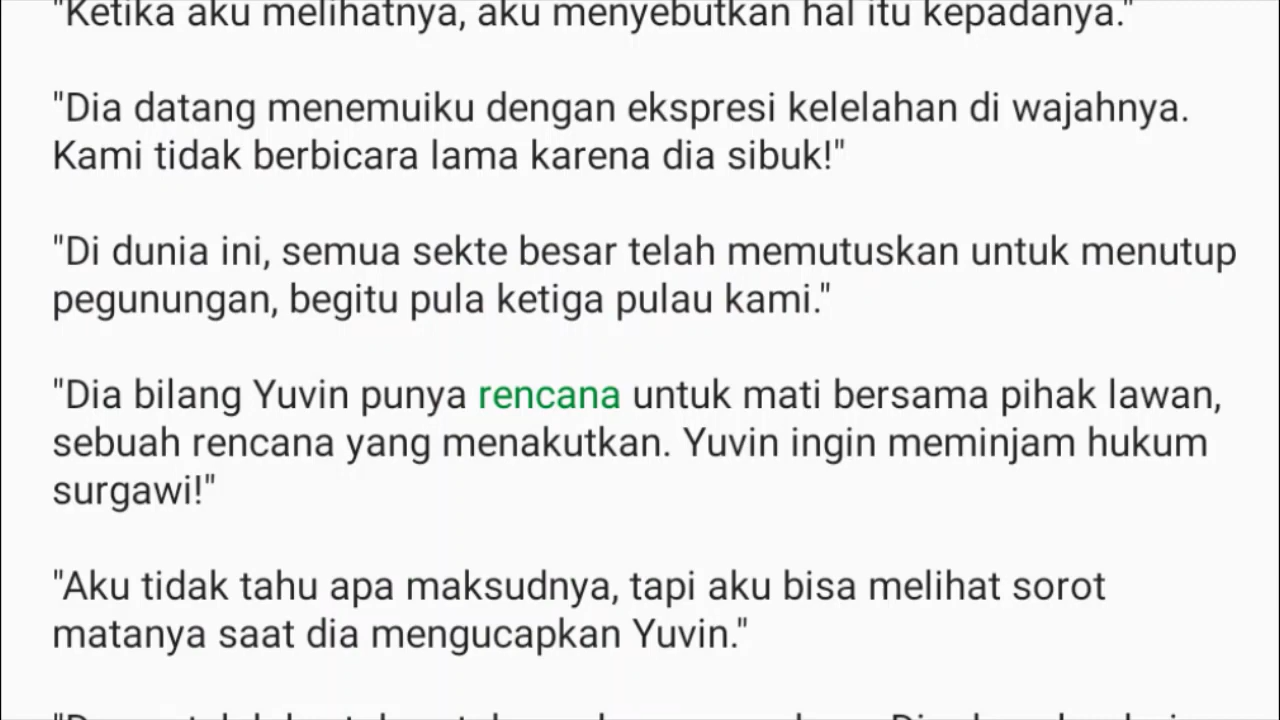 "Ketika aku melihatnya, aku menyebutkan hal itu kepadanya."
"Dia datang menemuiku dengan ekspresi kelelahan di wajahnya.
Kami tidak berbicara lama karena dia sibuk!"
"Di dunia ini, semua sekte besar telah memutuskan untuk menutup
pegunungan, begitu pula ketiga pulau kami."
"Dia bilang Yuvin punya rencana untuk mati bersama pihak lawan,
sebuah rencana yang menakutkan. Yuvin ingin meminjam hukum
surgawi!"
"Aku tidak tahu apa maksudnya, tapi aku bisa melihat sorot
matanya saat dia mengucapkan Yuvin."